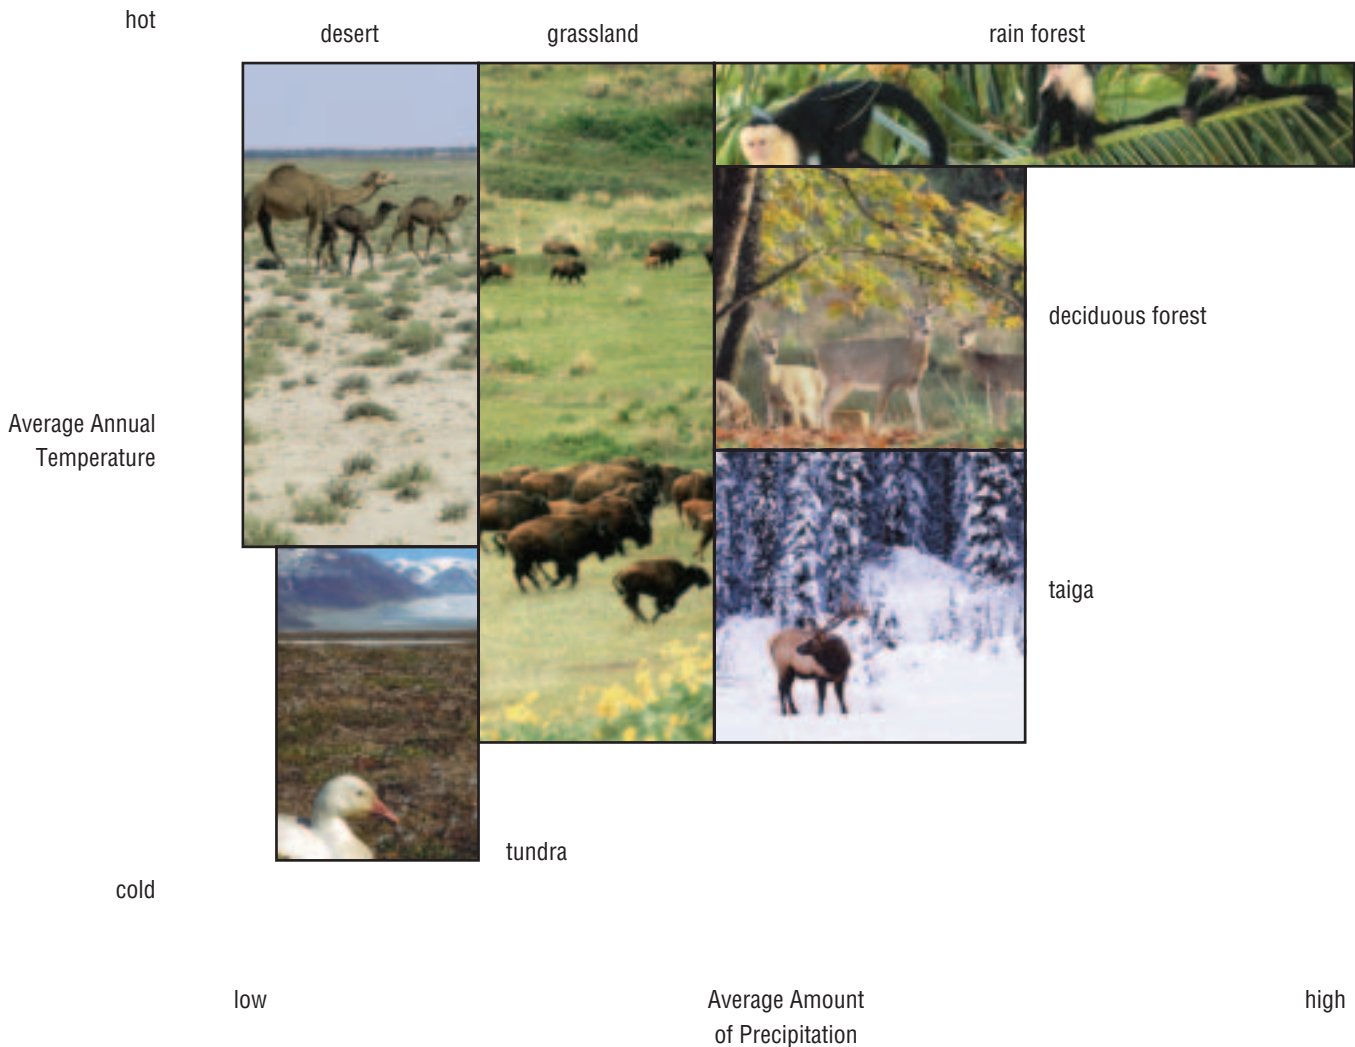 hot
desert
grassland
rain forest
deciduous forest
Average Annual
Temperature
taiga
tundra
cold
low
Average Amount
of Precipitation
high